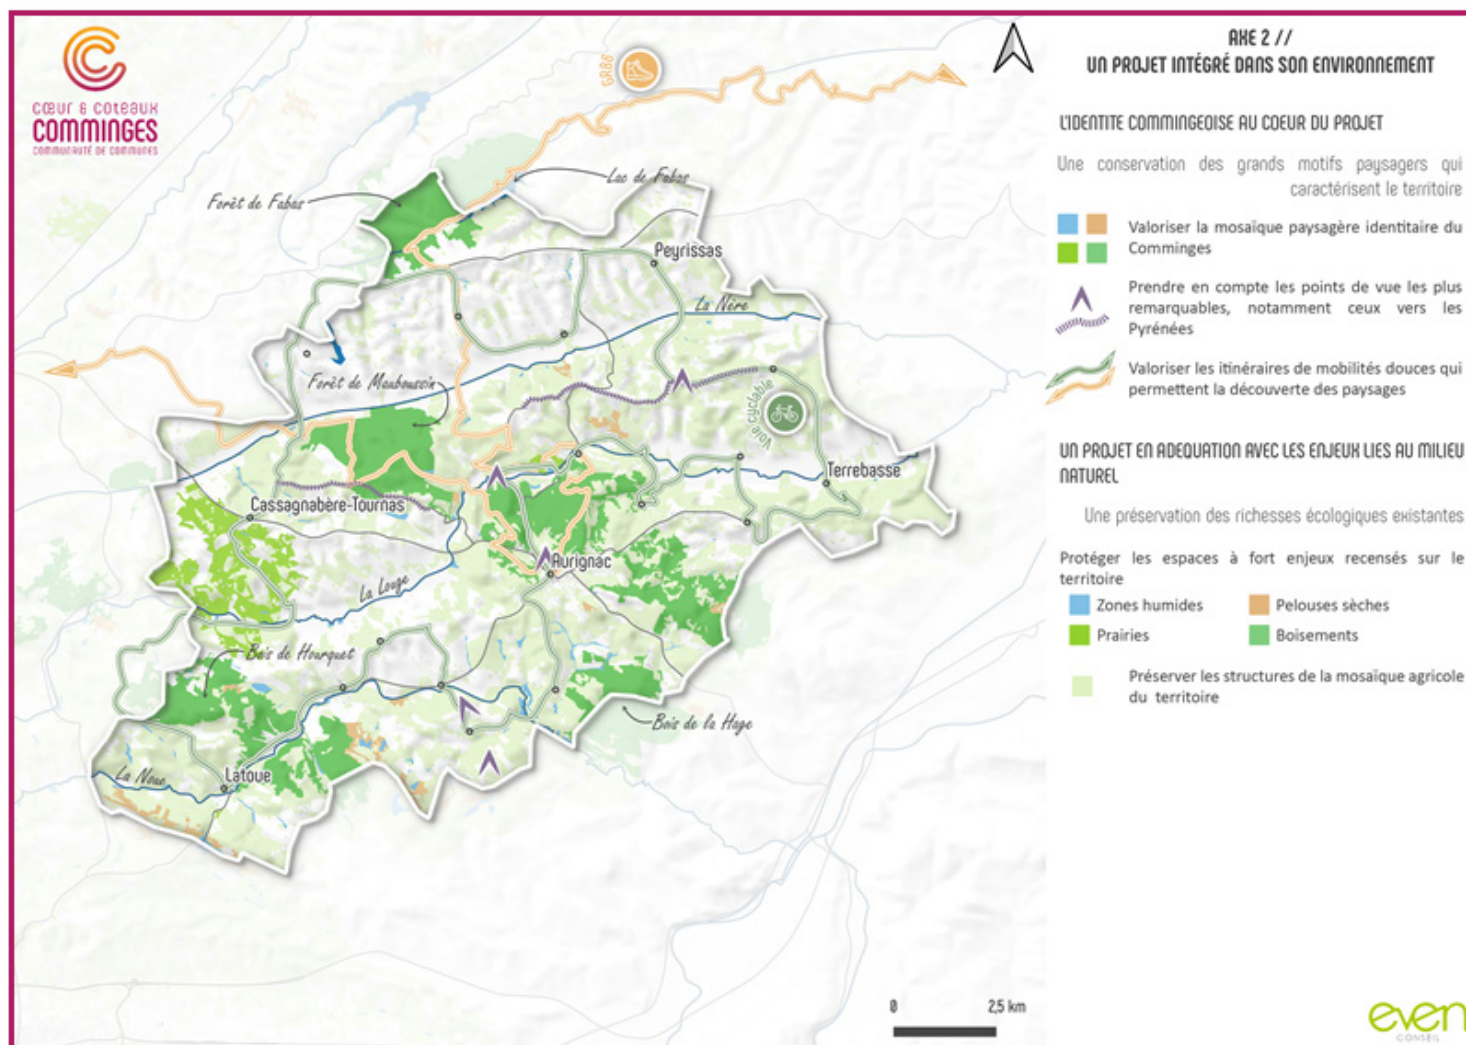 CœUR & COTEAUX
COMMINGES
COMMUNAUTÉ DE COMMUNES
GR86
Forêt de Fabas
Lac de Fabas
Peyrissas
La Nère
Forêt de Mauboussin
Voie cyclable
Terrebasse
Cassagnabère-Tournas
Aurignac
La Louge
Bois de Hourquet
Bois de la Hage
La Noue
Latoue
0 2,5 km
AXE 2 //
UN PROJET INTÉGRÉ DANS SON ENVIRONNEMENT
L'IDENTITE COMMINGEOISE AU COEUR DU PROJET
Une conservation des grands motifs paysagers qui
caractérisent le territoire
Valoriser la mosaïque paysagère identitaire du
Comminges
Prendre en compte les points de vue les plus
remarquables, notamment ceux vers les
Pyrénées
Valoriser les itinéraires de mobilités douces qui
permettent la découverte des paysages
UN PROJET EN ADEQUATION AVEC LES ENJEUX LIES AU MILIEU
NATUREL
Une préservation des richesses écologiques existantes
Protéger les espaces à fort enjeux recensés sur le
territoire
Zones humides Pelouses sèches
Prairies Boisements
Préserver les structures de la mosaïque agricole
du territoire
even
CONSEIL